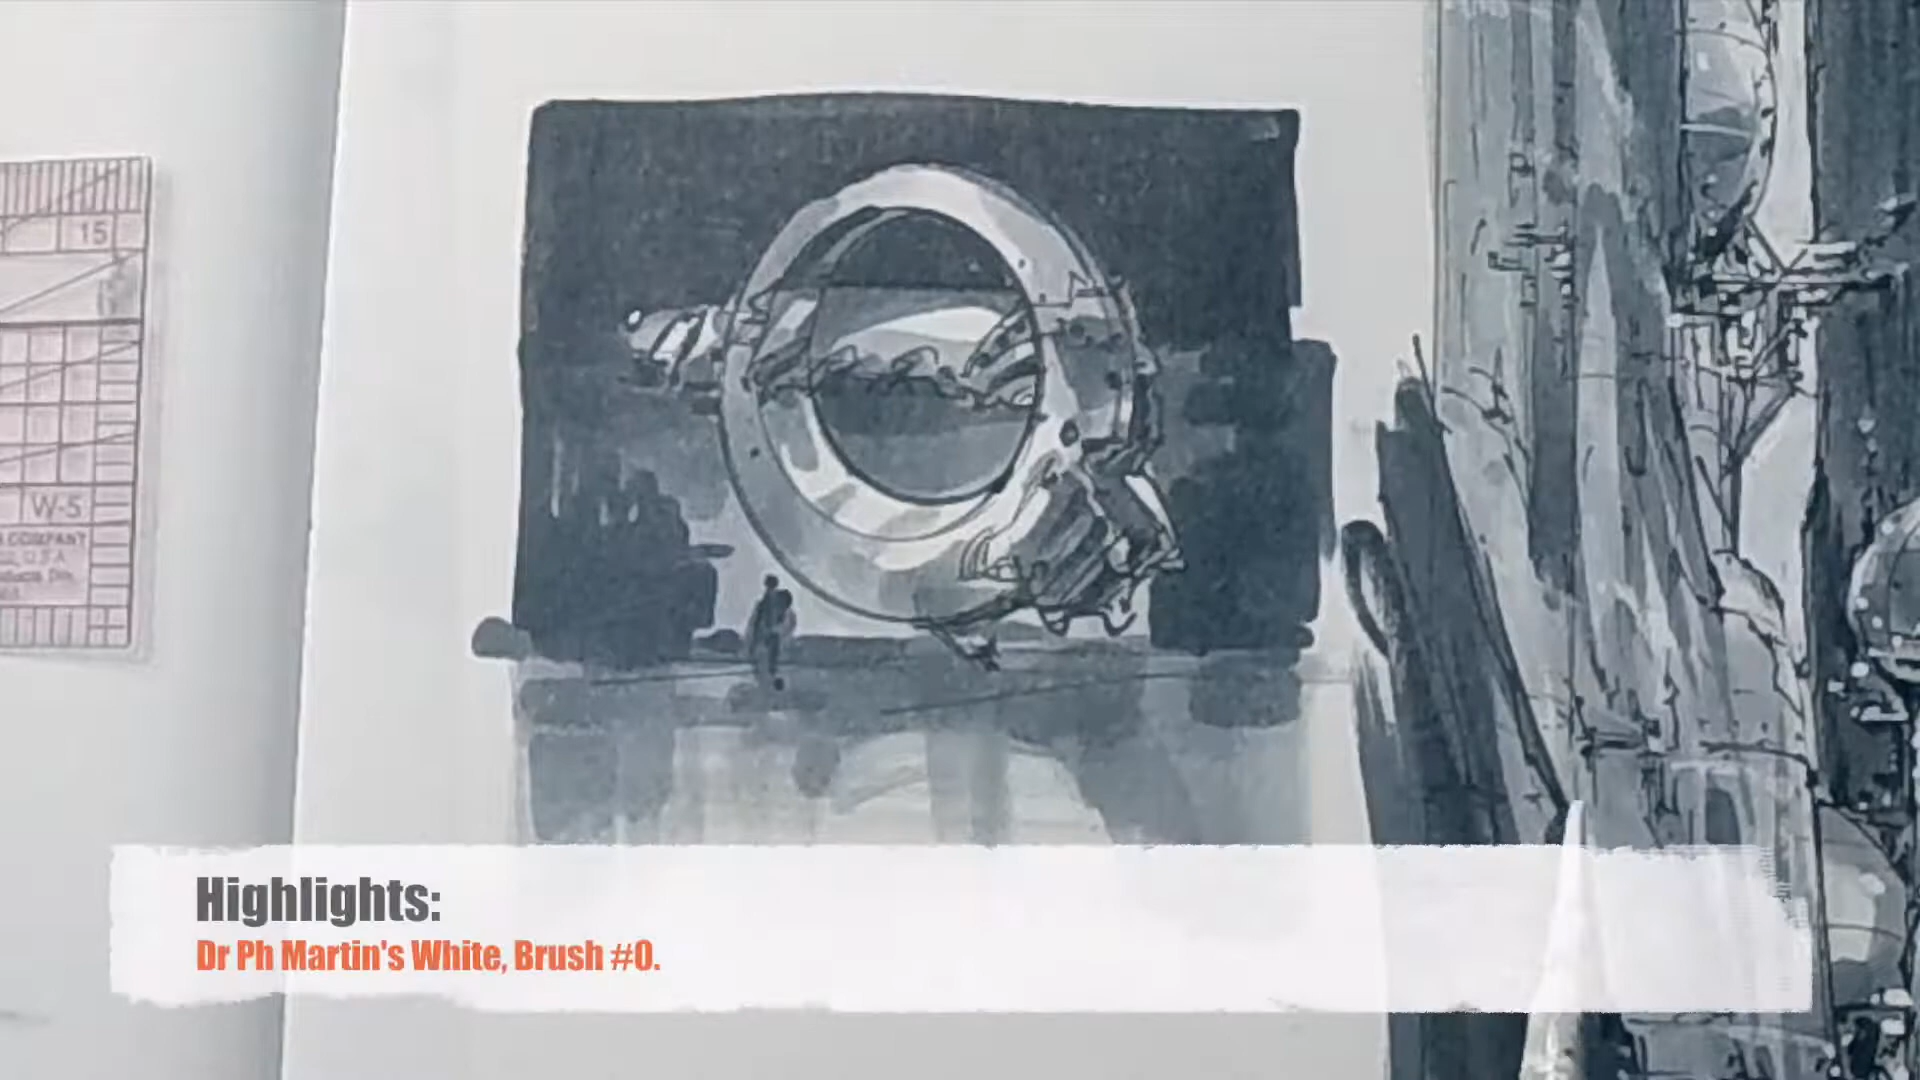 15
W-5
COMPANY
U.S.A.
Highlights:
Dr Ph Martin's White, Brush #0.